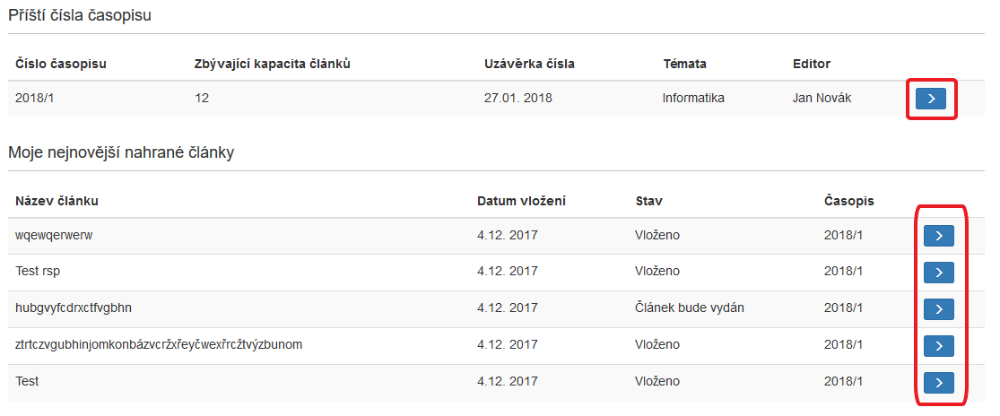 Příští čísla časopisu
Číslo časopisu Zbývající kapacita článků Uzávěrka čísla Témata Editor
2018/1 12 27.01. 2018 Informatika Jan Novák
Moje nejnovější nahrané články
Název článku Datum vložení Stav Časopis
wqewqerwerw 4.12. 2017 Vloženo 2018/1
Test rsp 4.12. 2017 Vloženo 2018/1
hubgvyfcdrxctfvgbhn 4.12. 2017 Článek bude vydán 2018/1
ztrtczvgubhinjomkonbázvcržxřeyčwexřrcžtvýzbunom 4.12. 2017 Vloženo 2018/1
Test 4.12. 2017 Vloženo 2018/1